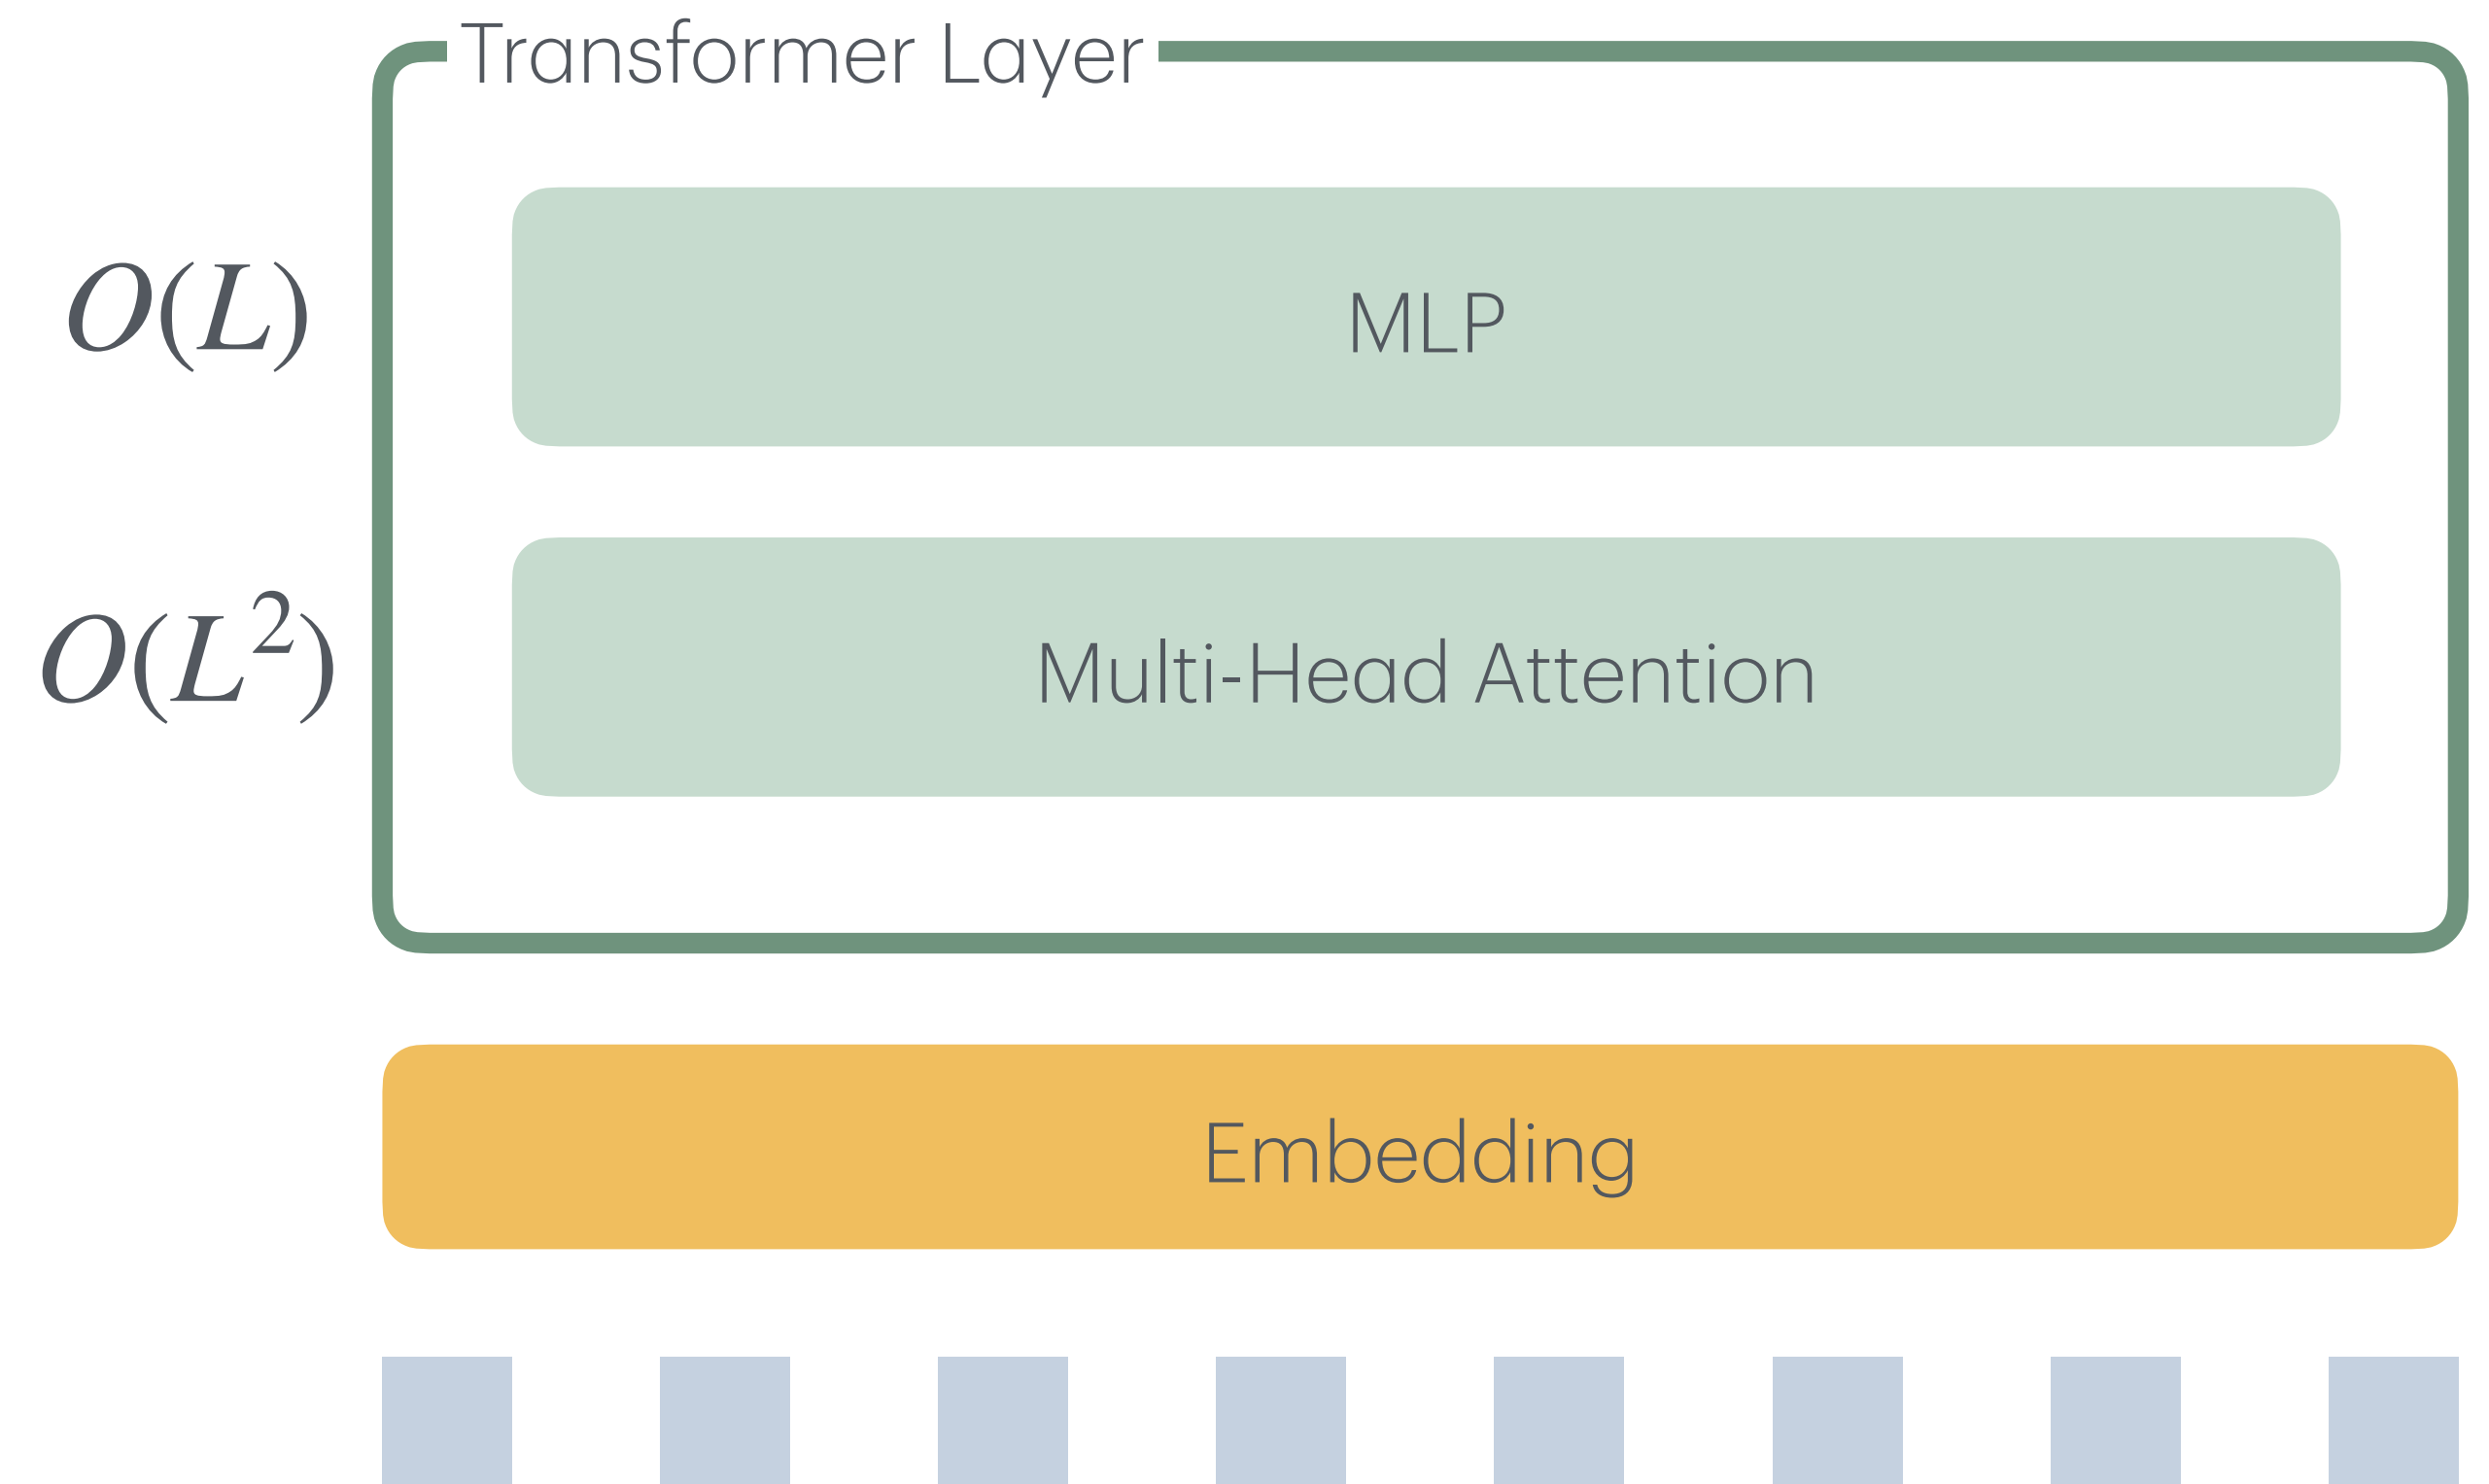 Transformer Layer
O(L)
MLP
O(L²)
Multi-Head Attention
Embedding